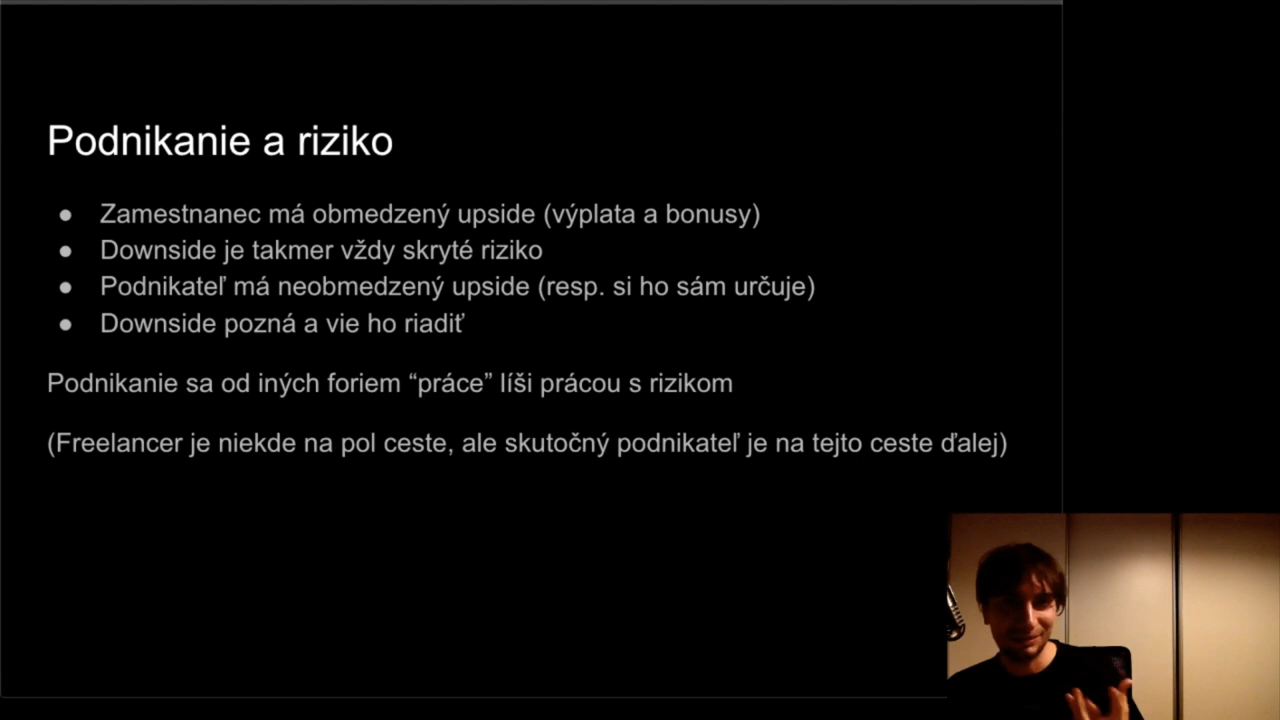 Podnikanie a riziko
● Zamestnanec má obmedzený upside (výplata a bonusy)
● Downside je takmer vždy skryté riziko
● Podnikateľ má neobmedzený upside (resp. si ho sám určuje)
● Downside pozná a vie ho riadiť
Podnikanie sa od iných foriem “práce” líši prácou s rizikom
(Freelancer je niekde na pol ceste, ale skutočný podnikateľ je na tejto ceste ďalej)